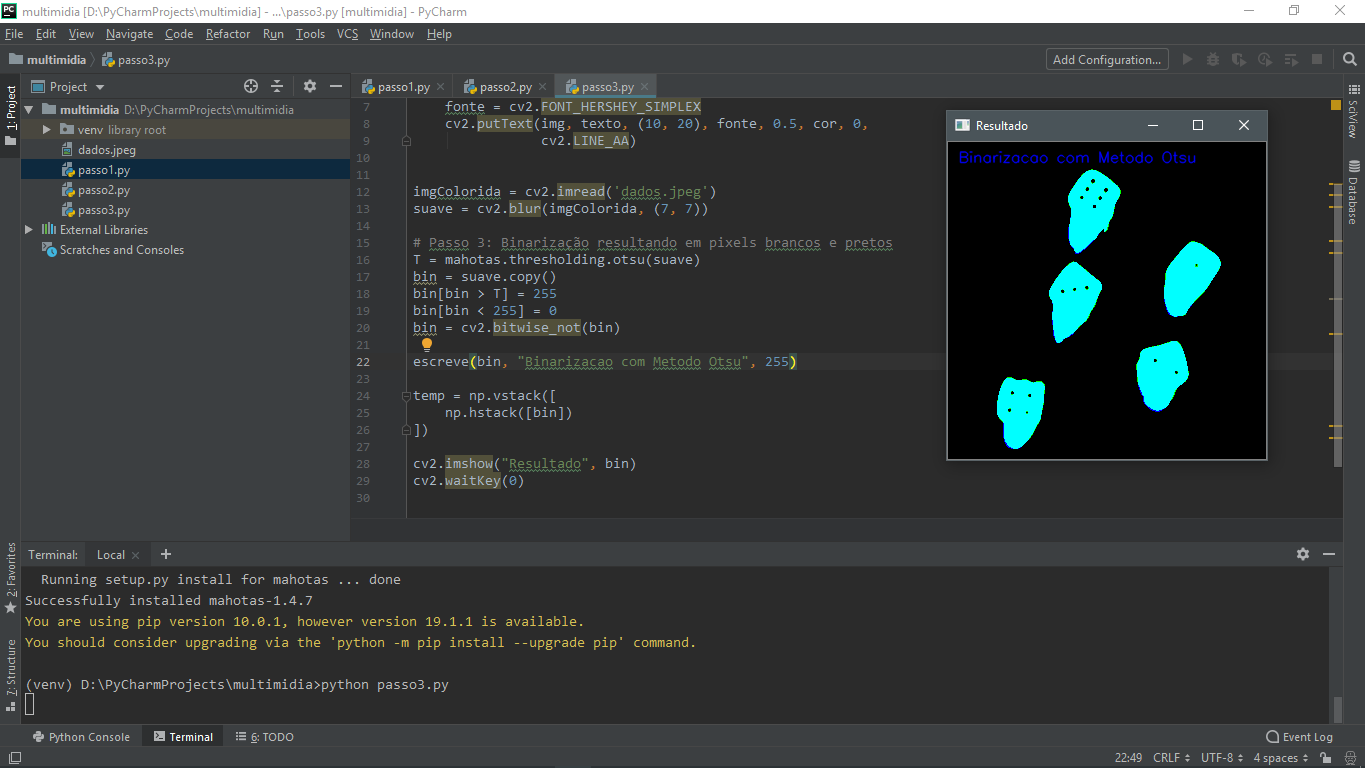 multimidia [D:\PyCharmProjects\multimidia] - ...\passo3.py [multimidia] - PyCharm
File Edit View Navigate Code Refactor Run Tools VCS Window Help
multimidia passo3.py
Add Configuration...
1: Project
Project
multimidia D:\PyCharmProjects\multimidia
venv library root
dados.jpeg
passo1.py
passo2.py
passo3.py
External Libraries
Scratches and Consoles
passo1.py passo2.py passo3.py
7 fonte = cv2.FONT_HERSHEY_SIMPLEX
8 cv2.putText(img, texto, (10, 20), fonte, 0.5, cor, 0,
9 cv2.LINE_AA)
10
11
12 imgColorida = cv2.imread('dados.jpeg')
13 suave = cv2.blur(imgColorida, (7, 7))
14
15 # Passo 3: Binarização resultando em pixels brancos e pretos
16 T = mahotas.thresholding.otsu(suave)
17 bin = suave.copy()
18 bin[bin > T] = 255
19 bin[bin < 255] = 0
20 bin = cv2.bitwise_not(bin)
21
22 escreve(bin, "Binarizacao com Metodo Otsu", 255)
23
24 temp = np.vstack([
25 np.hstack([bin])
26 ])
27
28 cv2.imshow("Resultado", bin)
29 cv2.waitKey(0)
30
Resultado
Binarizacao com Metodo Otsu
SciView
Database
2: Favorites
7: Structure
Terminal: Local
Running setup.py install for mahotas ... done
Successfully installed mahotas-1.4.7
You are using pip version 10.0.1, however version 19.1.1 is available.
You should consider upgrading via the 'python -m pip install --upgrade pip' command.
(venv) D:\PyCharmProjects\multimidia>python passo3.py
Python Console Terminal 6: TODO Event Log
22:49 CRLF UTF-8 4 spaces